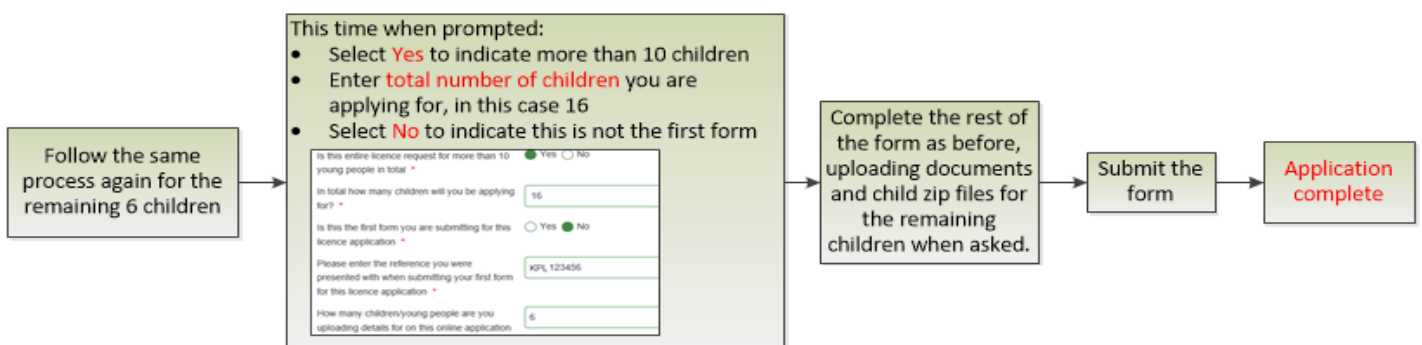 Follow the same
process again for the
remaining 6 children
This time when prompted:
• Select Yes to indicate more than 10 children
• Enter total number of children you are
applying for, in this case 16
• Select No to indicate this is not the first form
Is this entire licence request for more than 10
young people in total *
Yes No
In total how many children will you be applying
for? *
16
Is this the first form you are submitting for this
licence application *
Yes No
Please enter the reference you were
presented with when submitting your first form
for this licence application *
KPL 123456
How many children/young people are you
uploading details for on this online application
6
Complete the rest of
the form as before,
uploading documents
and child zip files for
the remaining
children when asked.
Submit the
form
Application
complete